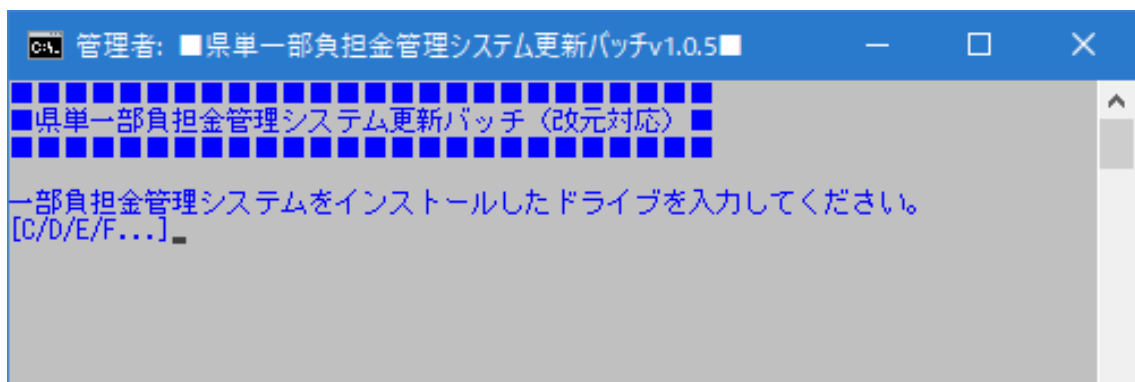 管理者: ■県単一部負担金管理システム更新バッチv1.0.5■
■■■■■■■■■■■■■■■■■■■■■■■■■■
■県単一部負担金管理システム更新バッチ（改元対応）■
■■■■■■■■■■■■■■■■■■■■■■■■■■
一部負担金管理システムをインストールしたドライブを入力してください。
[C/D/E/F...]